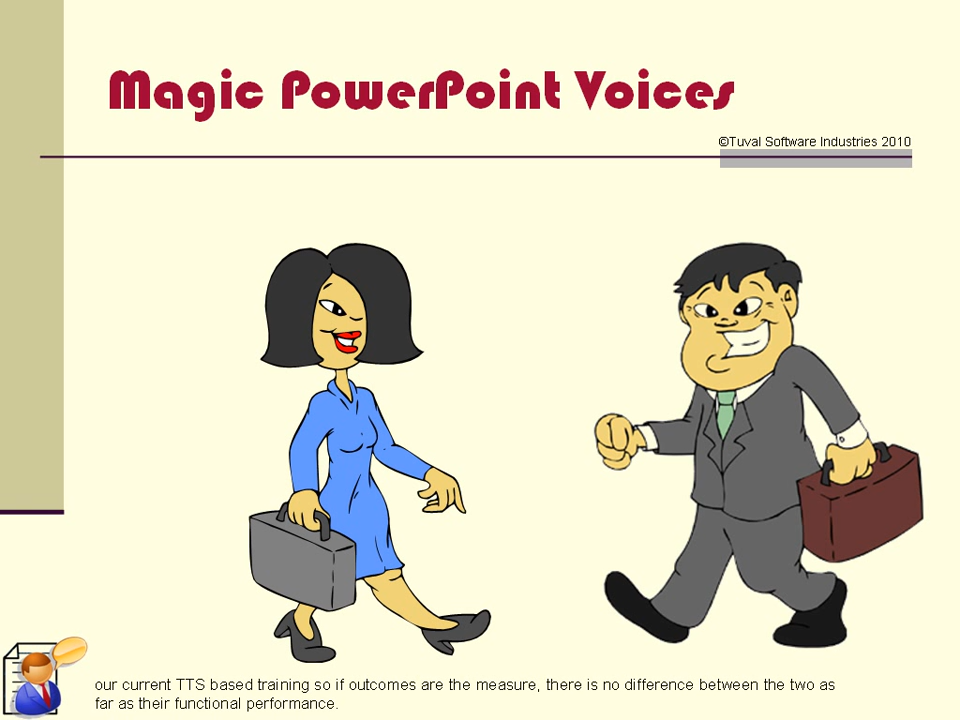 Magic PowerPoint Voices
©Tuval Software Industries 2010
our current TTS based training so if outcomes are the measure, there is no difference between the two as
far as their functional performance.